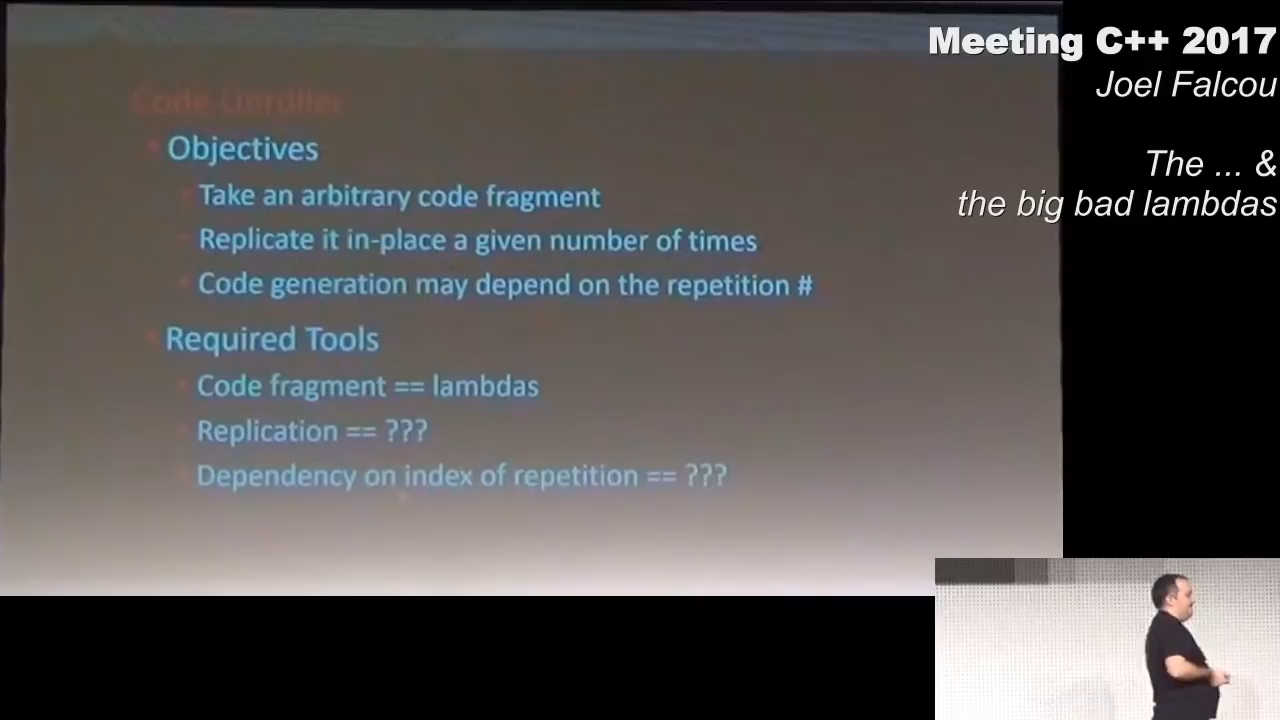 Code Unroller
Objectives
Take an arbitrary code fragment
Replicate it in-place a given number of times
Code generation may depend on the repetition #
Required Tools
Code fragment == lambdas
Replication == ???
Dependency on index of repetition == ???
Meeting C++ 2017
Joel Falcou
The ... &
the big bad lambdas